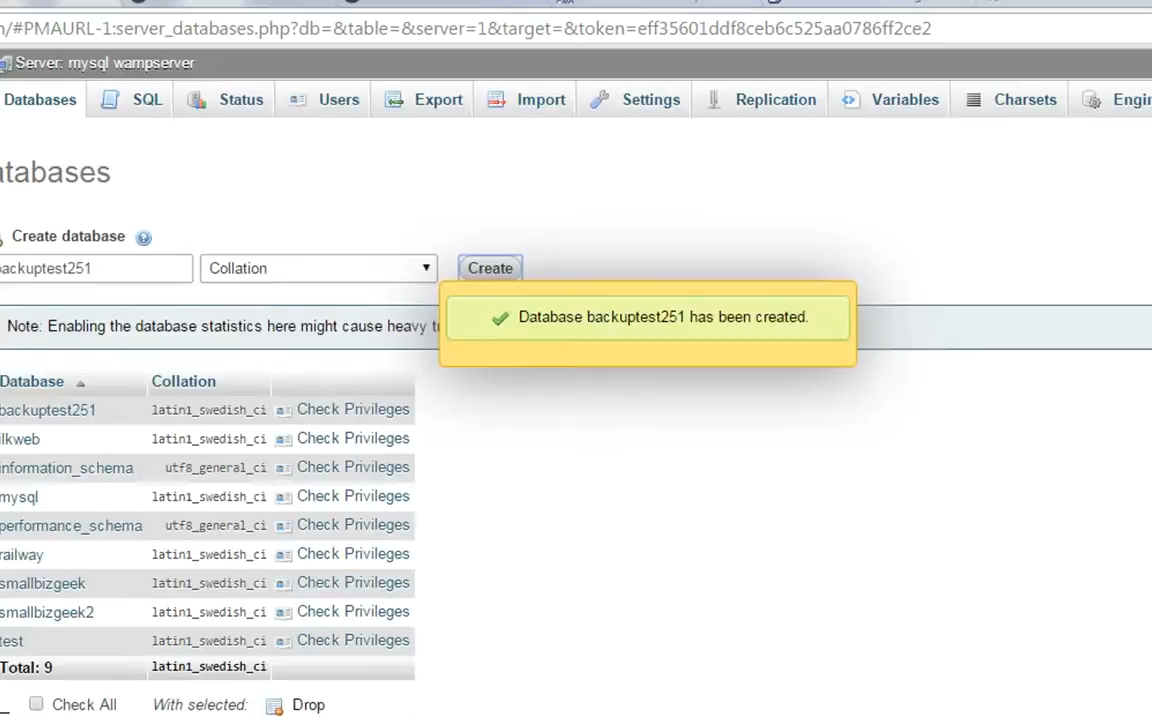 /#PMAURL-1:server_databases.php?db=&table=&server=1&target=&token=eff35601ddf8ceb6c525aa0786ff2ce2
Server: mysql wampserver
Databases SQL Status Users Export Import Settings Replication Variables Charsets Engin
atabases
Create database
backuptest251 Collation Create
Database backuptest251 has been created.
Note: Enabling the database statistics here might cause heavy tr
Database Collation
backuptest251 latin1_swedish_ci Check Privileges
ilkweb latin1_swedish_ci Check Privileges
information_schema utf8_general_ci Check Privileges
mysql latin1_swedish_ci Check Privileges
performance_schema utf8_general_ci Check Privileges
railway latin1_swedish_ci Check Privileges
smallbizgeek latin1_swedish_ci Check Privileges
smallbizgeek2 latin1_swedish_ci Check Privileges
test latin1_swedish_ci Check Privileges
Total: 9 latin1_swedish_ci
Check All With selected: Drop